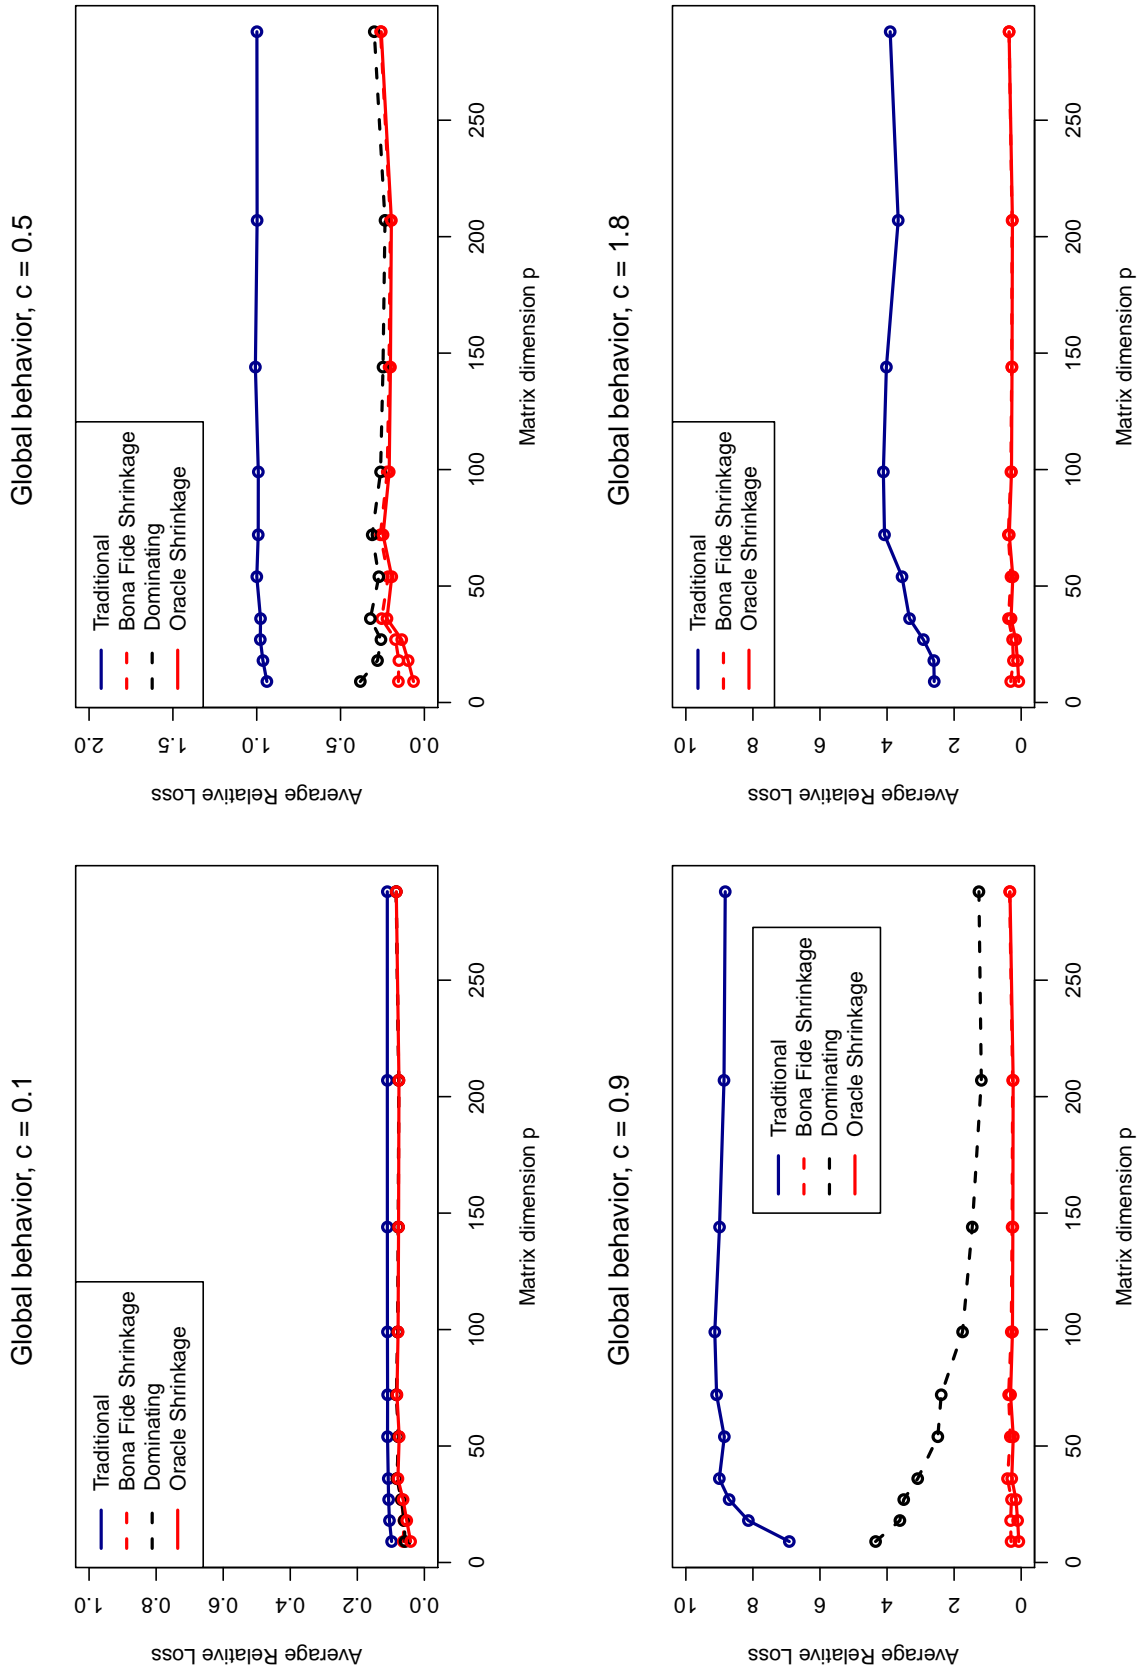 Global behavior, c = 0.1
Average Relative Loss
1.0
0.8
0.6
0.4
0.2
0.0
Traditional
Bona Fide Shrinkage
Dominating
Oracle Shrinkage
0 50 100 150 200 250
Matrix dimension p
Global behavior, c = 0.5
Average Relative Loss
2.0
1.5
1.0
0.5
0.0
Traditional
Bona Fide Shrinkage
Dominating
Oracle Shrinkage
0 50 100 150 200 250
Matrix dimension p
Global behavior, c = 0.9
Average Relative Loss
10
8
6
4
2
0
Traditional
Bona Fide Shrinkage
Dominating
Oracle Shrinkage
0 50 100 150 200 250
Matrix dimension p
Global behavior, c = 1.8
Average Relative Loss
10
8
6
4
2
0
Traditional
Bona Fide Shrinkage
Oracle Shrinkage
0 50 100 150 200 250
Matrix dimension p